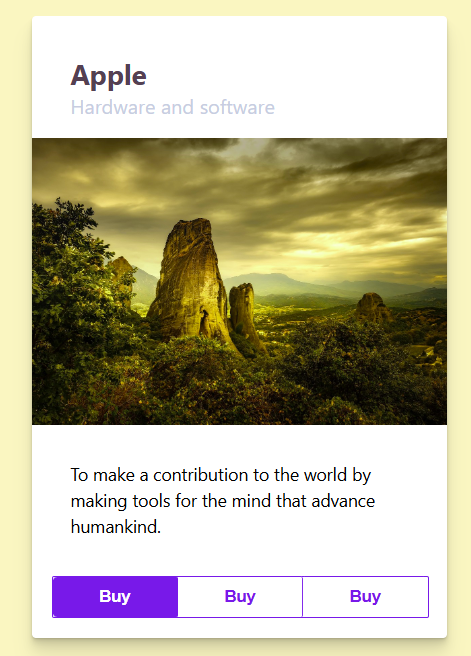 Apple
Hardware and software
To make a contribution to the world by
making tools for the mind that advance
humankind.
Buy
Buy
Buy